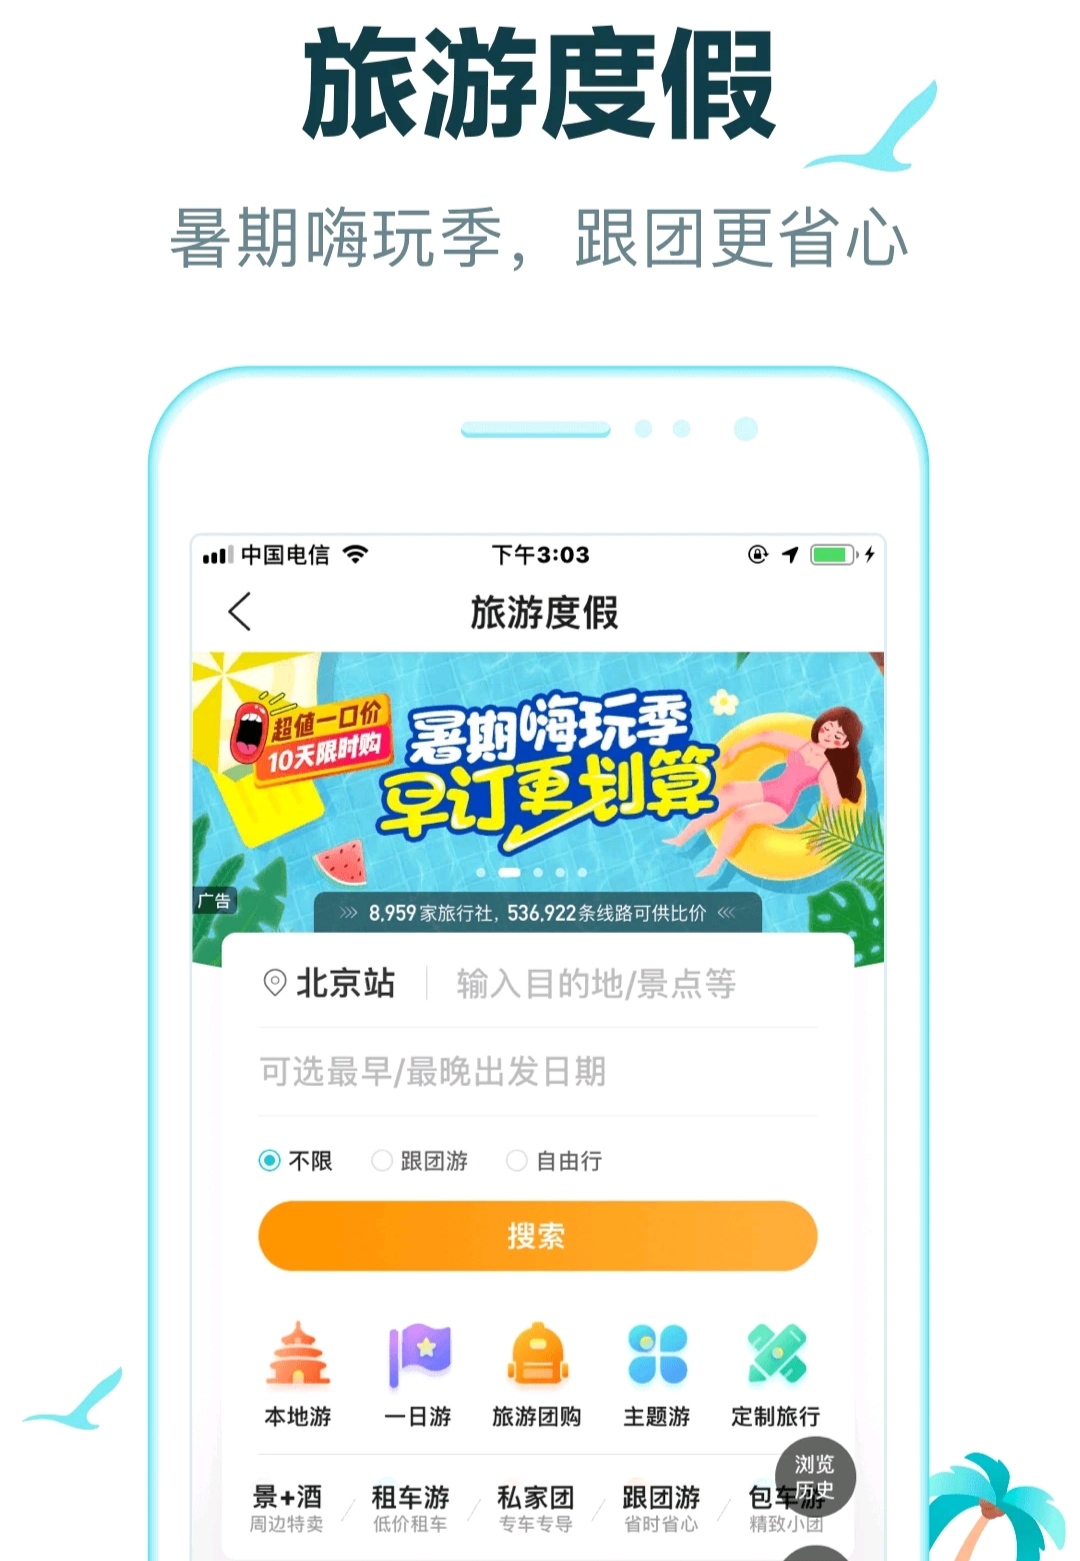 旅游度假
暑期嗨玩季，跟团更省心
中国电信 下午3:03
旅游度假
超值一口价
10天限时购
暑期嗨玩季
早订更划算
广告
8,959家旅行社，536,922条线路可供比价
北京站 输入目的地/景点等
可选最早/最晚出发日期
不限 跟团游 自由行
搜索
本地游 一日游 旅游团购 主题游 定制旅行
浏览
历史
景+酒 租车游 私家团 跟团游 包车游
周边特卖 低价租车 专车专导 省时省心 精致小团